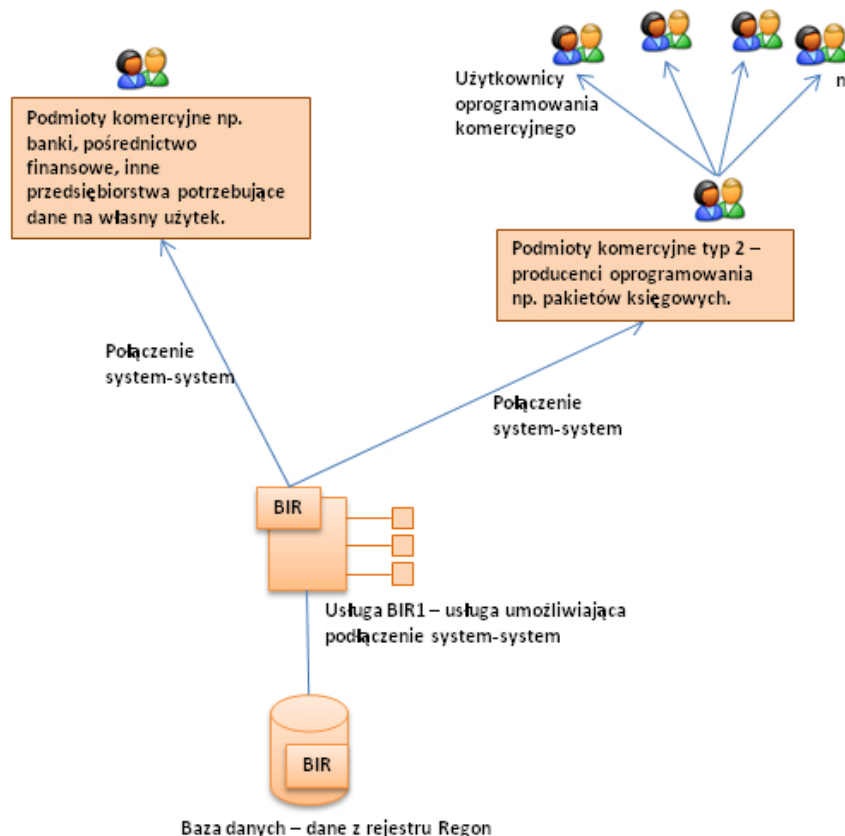 Użytkownicy
oprogramowania
komercyjnego
n
Podmioty komercyjne np.
banki, pośrednictwo
finansowe, inne
przedsiębiorstwa potrzebujące
dane na własny użytek.
Podmioty komercyjne typ 2 –
producenci oprogramowania
np. pakietów księgowych.
Połączenie
system-system
Połączenie
system-system
BIR
Usługa BIR1 – usługa umożliwiająca
podłączenie system-system
BIR
Baza danych – dane z rejestru Regon